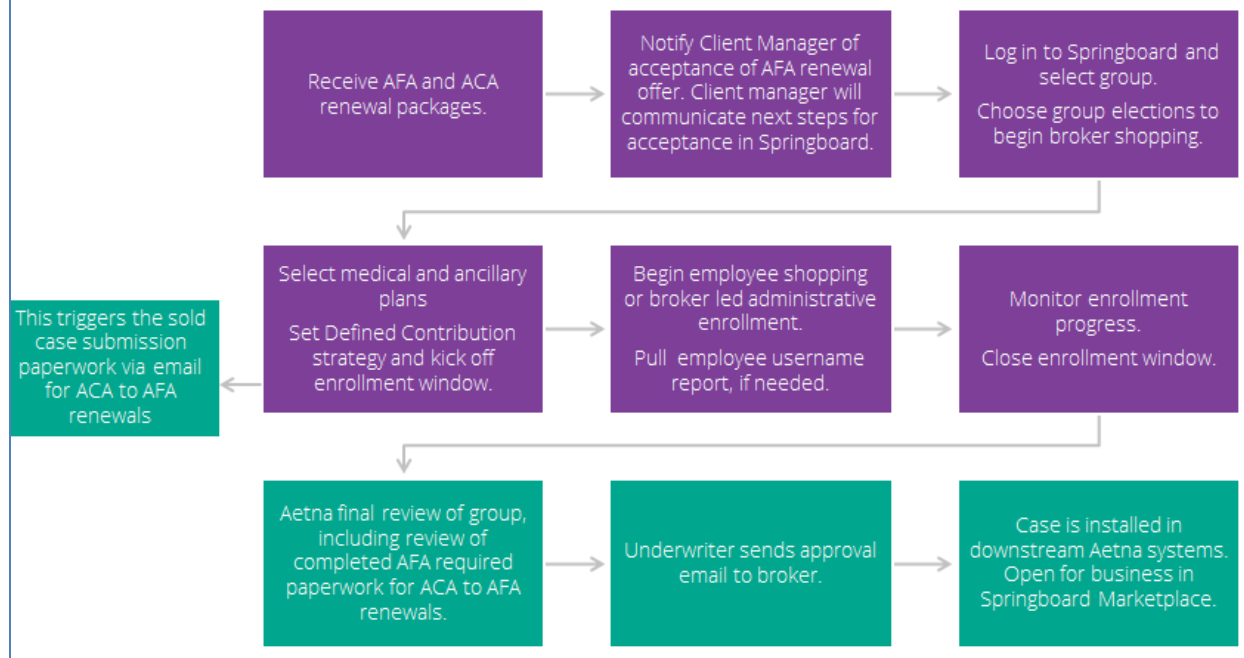 Receive AFA and ACA
renewal packages.
Notify Client Manager of
acceptance of AFA renewal
offer. Client manager will
communicate next steps for
acceptance in Springboard.
Log in to Springboard and
select group.
Choose group elections to
begin broker shopping.
Select medical and ancillary
plans
Set Defined Contribution
strategy and kick off
enrollment window.
Begin employee shopping
or broker led administrative
enrollment.
Pull employee username
report, if needed.
Monitor enrollment
progress.
Close enrollment window.
This triggers the sold
case submission
paperwork via email
for ACA to AFA
renewals
Aetna final review of group,
including review of
completed AFA required
paperwork for ACA to AFA
renewals.
Underwriter sends approval
email to broker.
Case is installed in
downstream Aetna systems.
Open for business in
Springboard Marketplace.